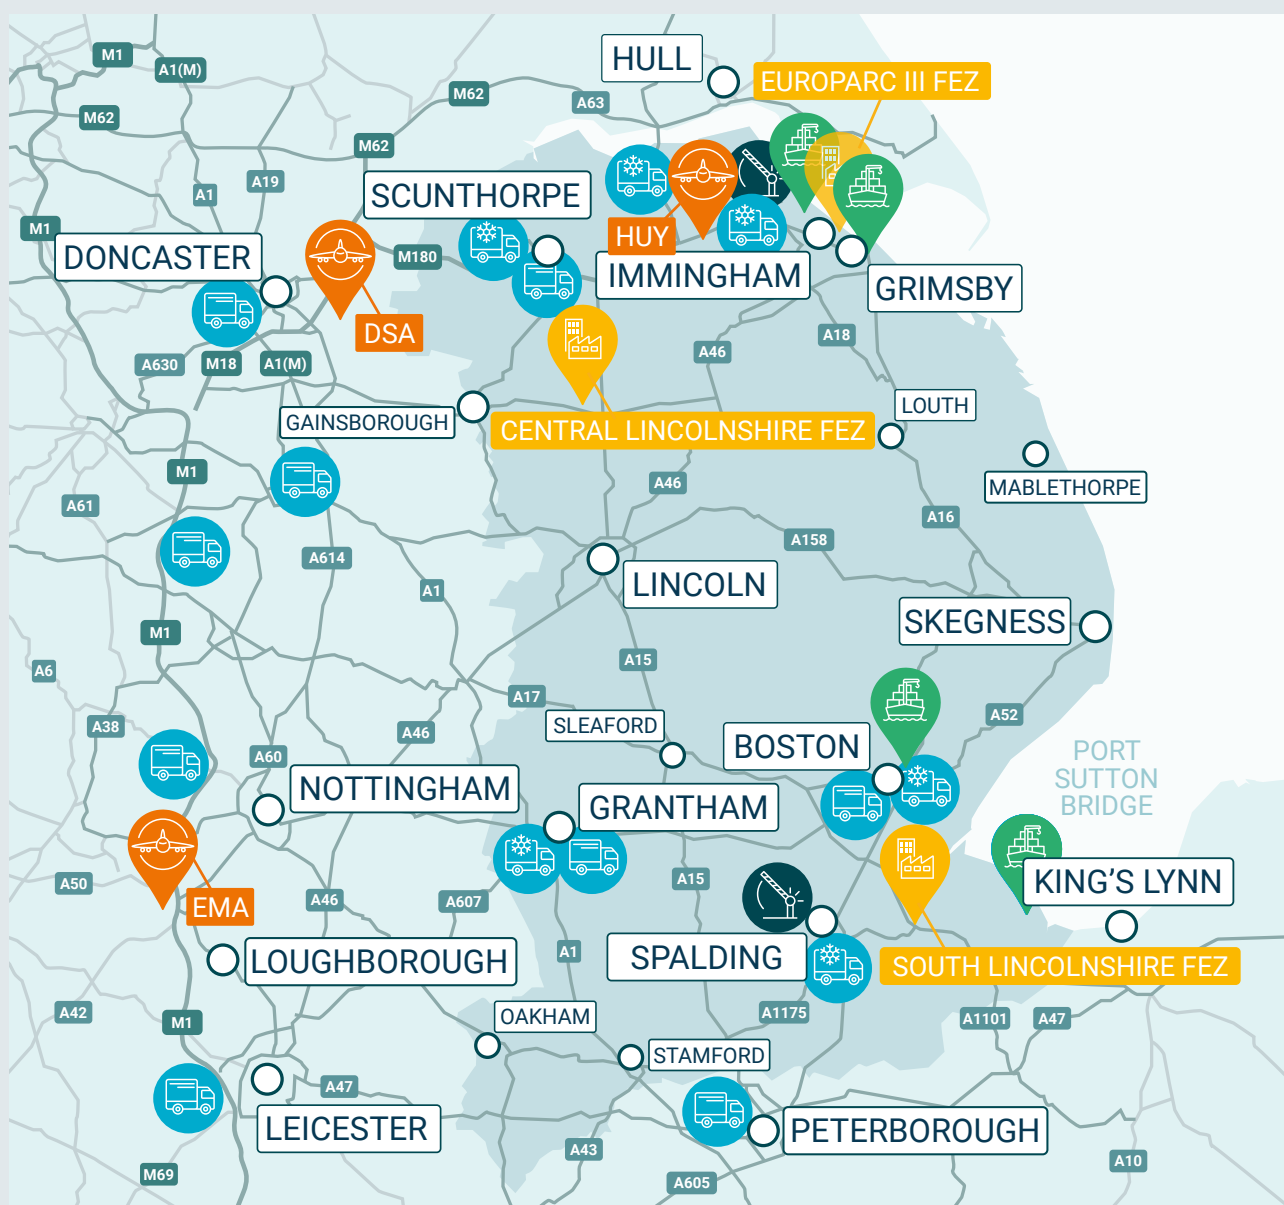 HULL
M1
A1(M)
EUROPARC III FEZ
M62
A63
M62
M62
A19
A1
SCUNTHORPE
M1
HUY
DONCASTER
M180
IMMINGHAM
GRIMSBY
DSA
A18
A46
A630
M18
A1(M)
LOUTH
GAINSBOROUGH
CENTRAL LINCOLNSHIRE FEZ
M1
A46
MABLETHORPE
A61
A16
A158
A614
LINCOLN
A1
SKEGNESS
M1
A15
A6
A17
A52
SLEAFORD
A38
A46
BOSTON
PORT
SUTTON
BRIDGE
A60
NOTTINGHAM
GRANTHAM
A50
A15
KING'S LYNN
A46
A607
EMA
A1
SPALDING
LOUGHBOROUGH
SOUTH LINCOLNSHIRE FEZ
A42
OAKHAM
A1175
A1101
A47
M1
STAMFORD
A47
LEICESTER
PETERBOROUGH
A43
A10
M69
A605